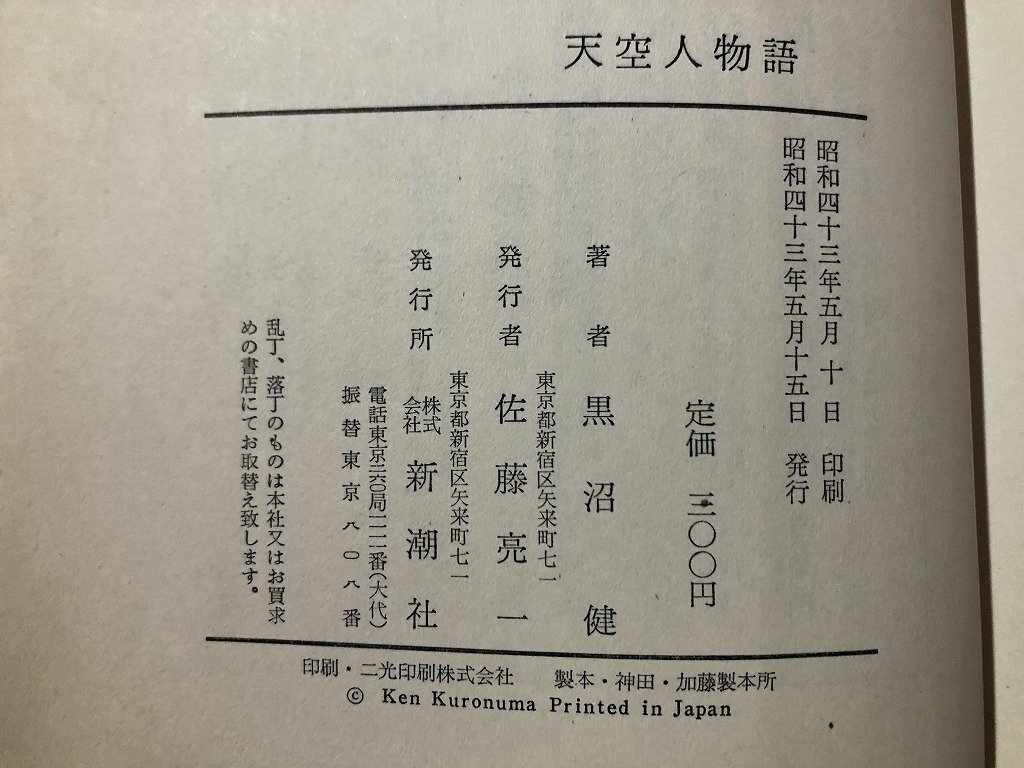 天空人物語
昭和四十三年五月 十 日 印刷
昭和四十三年五月十五日 発行
定価 三〇〇円
著者 黒沼健
東京都新宿区矢来町七一
発行者 佐藤亮一
東京都新宿区矢来町七一
発行所 株式会社 新潮社
電話東京二六〇局一一一番(大代)
振替東京八〇八番
乱丁、落丁のものは本社又はお買求
めの書店にてお取替え致します。
印刷・二光印刷株式会社 製本・神田・加藤製本所
© Ken Kuronuma Printed in Japan